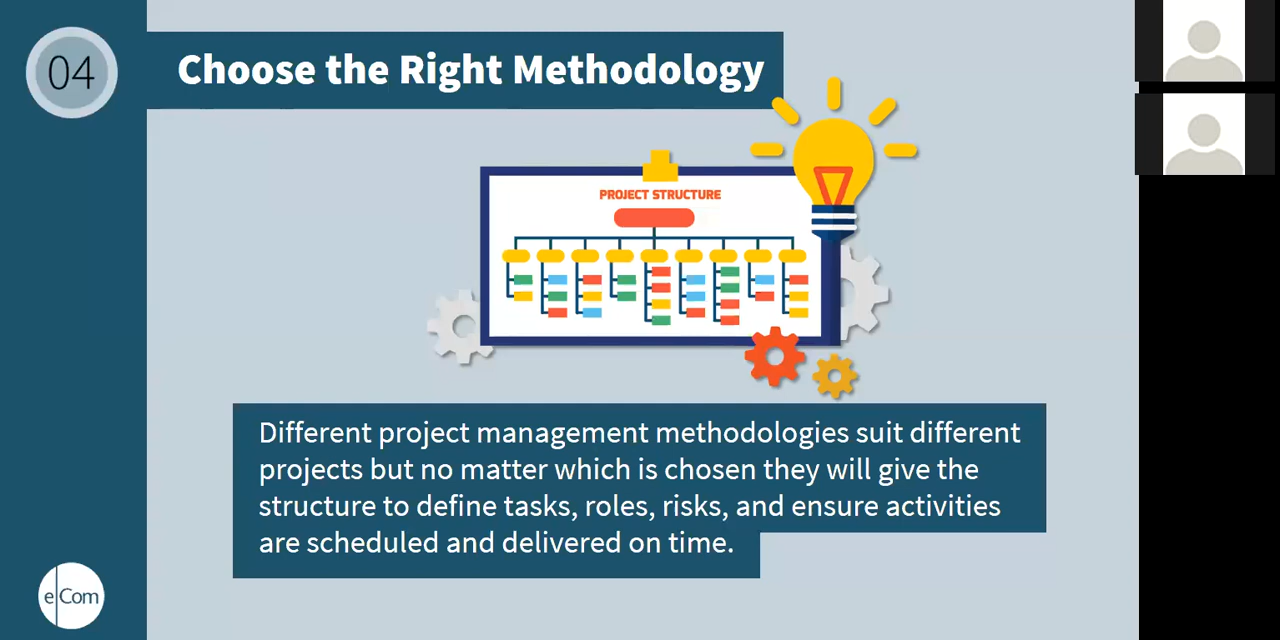 04
Choose the Right Methodology
PROJECT STRUCTURE
Different project management methodologies suit different
projects but no matter which is chosen they will give the
structure to define tasks, roles, risks, and ensure activities
are scheduled and delivered on time.
e Com